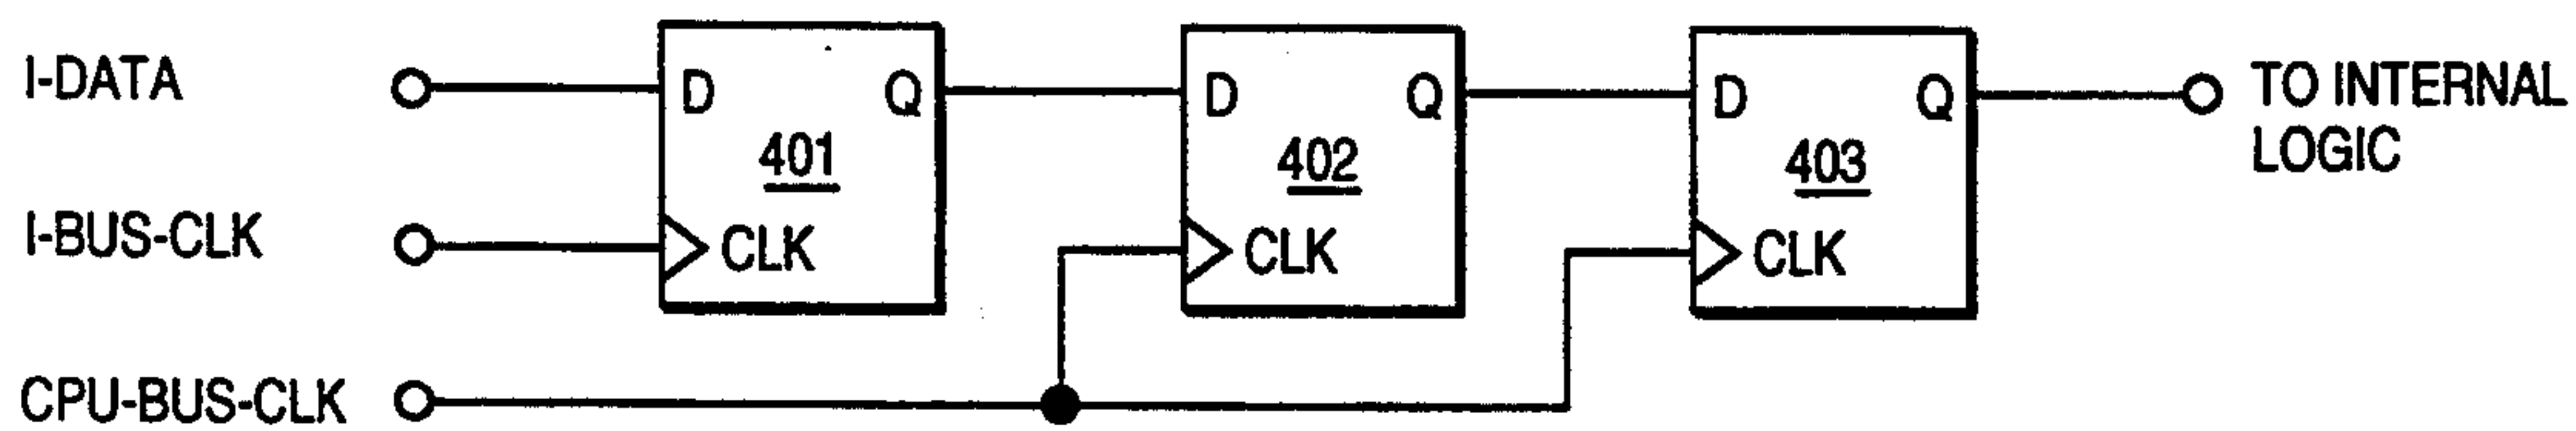 I-DATA
D Q
401
CLK
D Q
402
CLK
D Q
403
CLK
TO INTERNAL
LOGIC
I-BUS-CLK
CPU-BUS-CLK